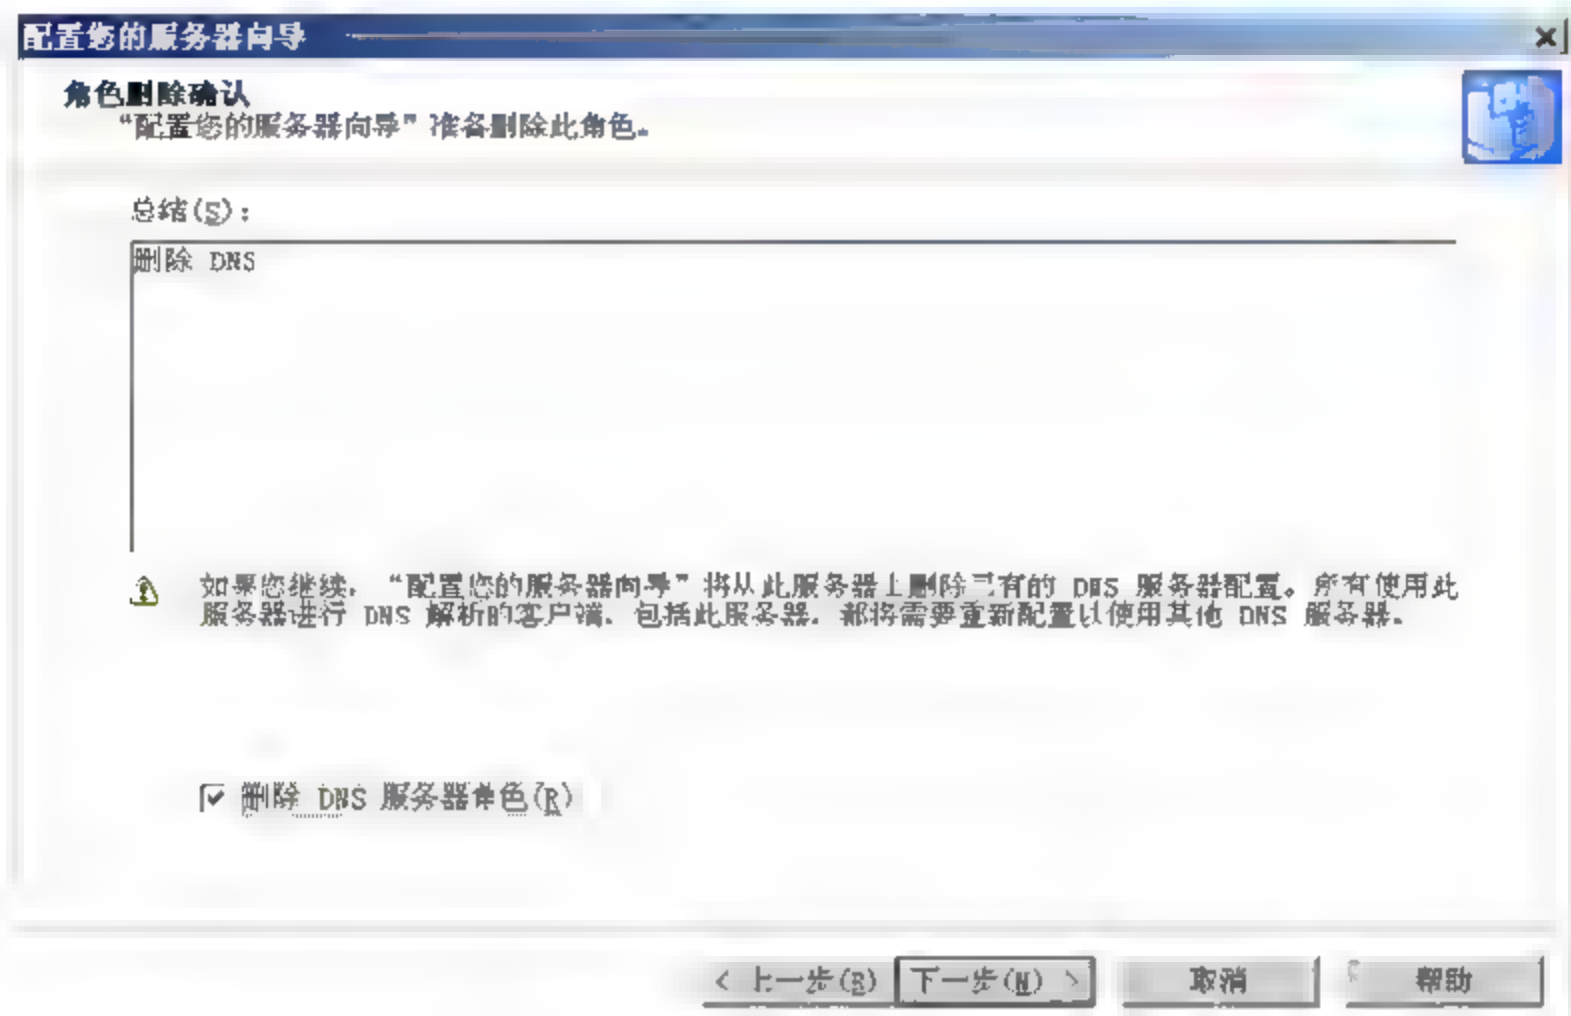 配置您的服务器向导
角色删除确认
“配置您的服务器向导”准备删除此角色。
总结(S):
删除 DNS
如果您继续，“配置您的服务器向导”将从此服务器上删除已有的 DNS 服务器配置。所有使用此
服务器进行 DNS 解析的客户端，包括此服务器，都将需要重新配置以使用其他 DNS 服务器。
删除 DNS 服务器角色(R)
< 上一步(B) 下一步(N) > 取消 帮助